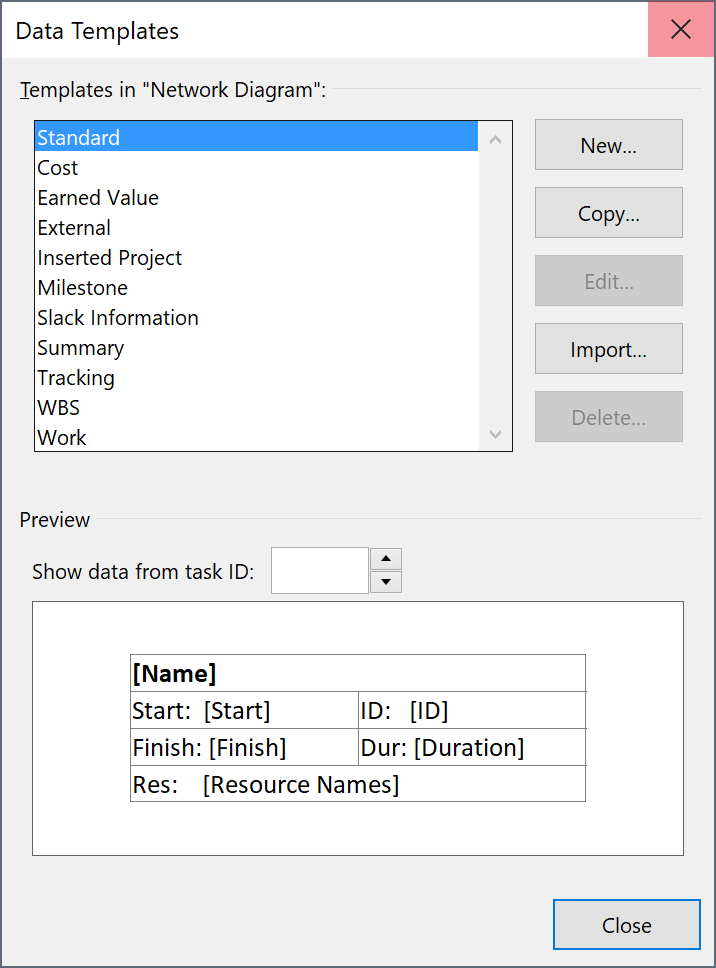 Data Templates
Templates in "Network Diagram":
Standard
Cost
Earned Value
External
Inserted Project
Milestone
Slack Information
Summary
Tracking
WBS
Work
New...
Copy...
Edit...
Import...
Delete...
Preview
Show data from task ID:
[Name]
Start: [Start] ID: [ID]
Finish: [Finish] Dur: [Duration]
Res: [Resource Names]
Close